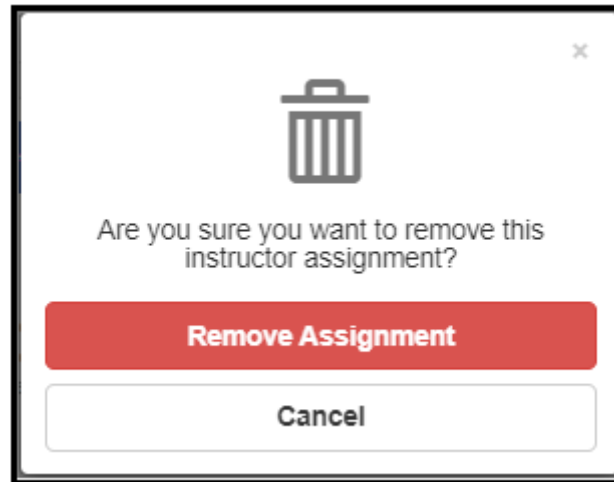 Are you sure you want to remove this
instructor assignment?
Remove Assignment
Cancel